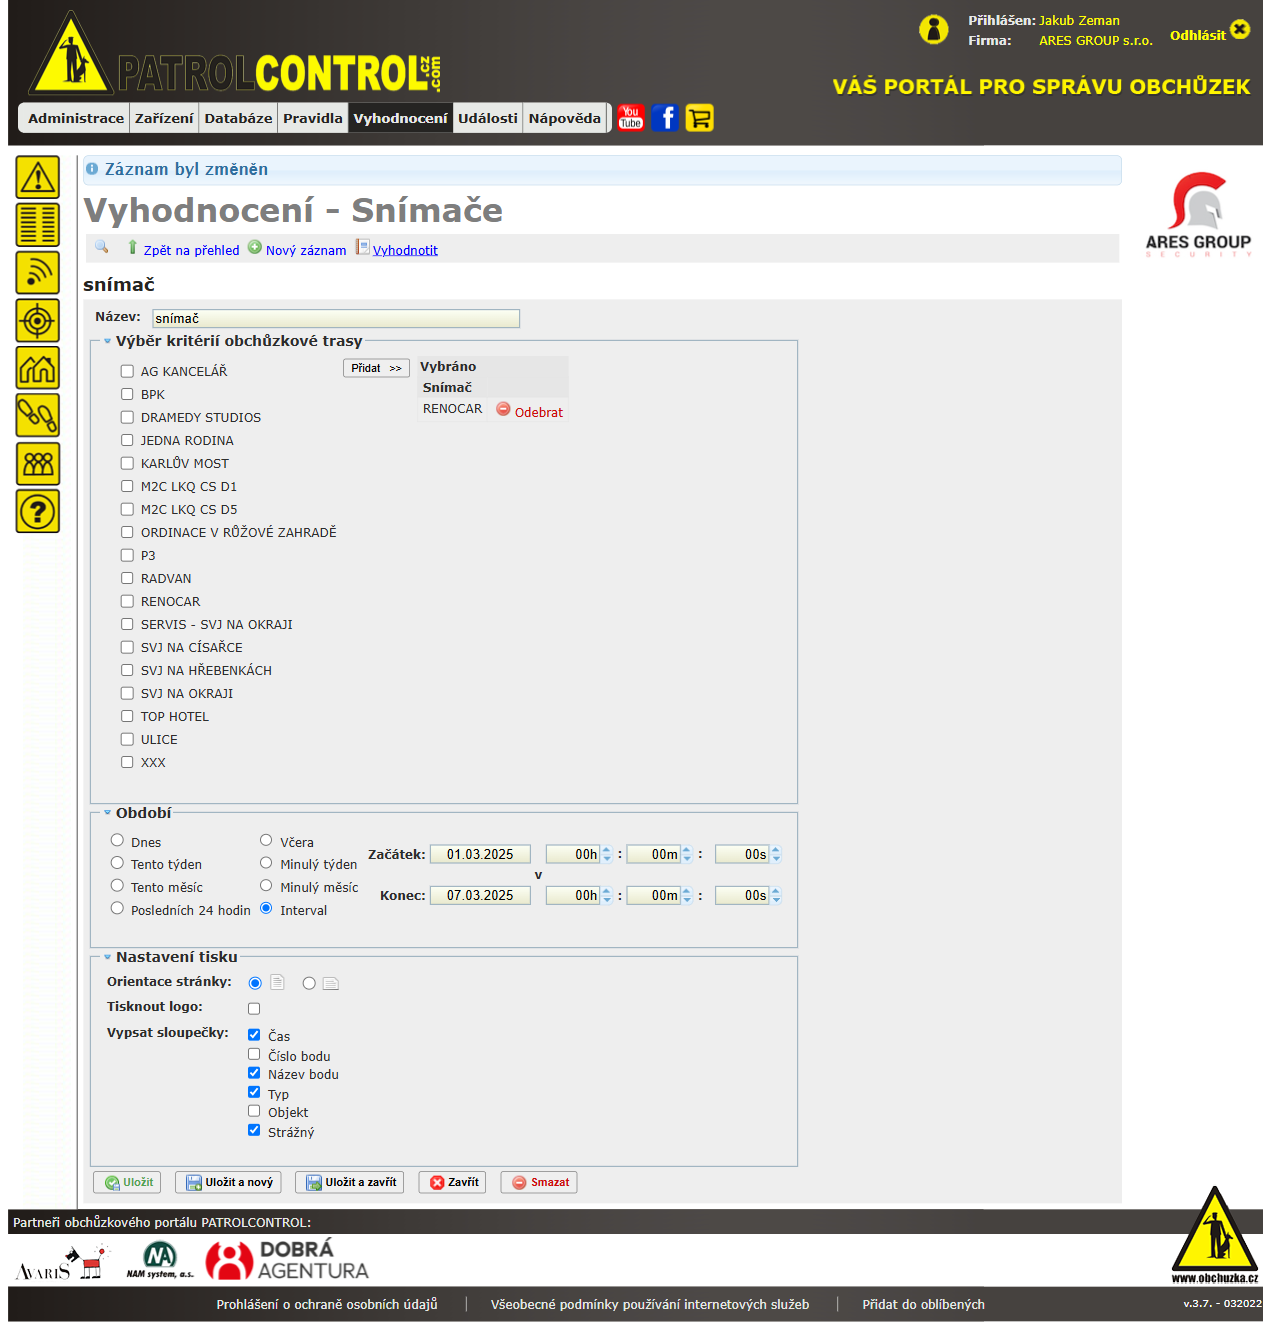 Přihlášen: Jakub Zeman
Firma: ARES GROUP s.r.o.
Odhlásit
PATROLCONTROL.cz .com
VÁŠ PORTÁL PRO SPRÁVU OBCHŮZEK
Administrace Zařízení Databáze Pravidla Vyhodnocení Události Nápověda You Tube f
Záznam byl změněn
Vyhodnocení - Snímače
ARES GROUP
SECURITY
Zpět na přehled Nový záznam Vyhodnotit
snímač
Název: snímač
Výběr kritérií obchůzkové trasy
AG KANCELÁŘ
BPK
DRAMEDY STUDIOS
JEDNA RODINA
KARLŮV MOST
M2C LKQ CS D1
M2C LKQ CS D5
ORDINACE V RŮŽOVÉ ZAHRADĚ
P3
RADVAN
RENOCAR
SERVIS - SVJ NA OKRAJI
SVJ NA CÍSAŘCE
SVJ NA HŘEBENKÁCH
SVJ NA OKRAJI
TOP HOTEL
ULICE
XXX
Přidat >>
Vybráno
Snímač
RENOCAR Odebrat
Období
Dnes Včera
Tento týden Minulý týden
Tento měsíc Minulý měsíc
Posledních 24 hodin Interval
Začátek: 01.03.2025 00h : 00m : 00s
v
Konec: 07.03.2025 00h : 00m : 00s
Nastavení tisku
Orientace stránky:
Tisknout logo:
Vypsat sloupečky: Čas
Číslo bodu
Název bodu
Typ
Objekt
Strážný
Uložit Uložit a nový Uložit a zavřít Zavřít Smazat
Partneři obchůzkového portálu PATROLCONTROL:
AVARIS
NAM system, a.s.
DOBRÁ
AGENTURA
www.obchuzka.cz
Prohlášení o ochraně osobních údajů | Všeobecné podmínky používání internetových služeb | Přidat do oblíbených
v.3.7. - 032022